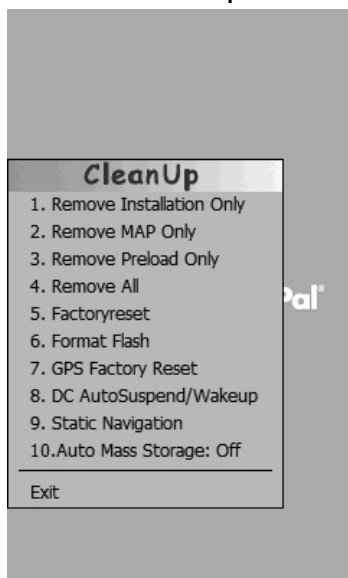 CleanUp
1. Remove Installation Only
2. Remove MAP Only
3. Remove Preload Only
4. Remove All
Pal®
5. Factoryreset
6. Format Flash
7. GPS Factory Reset
8. DC AutoSuspend/Wakeup
9. Static Navigation
10.Auto Mass Storage: Off
Exit